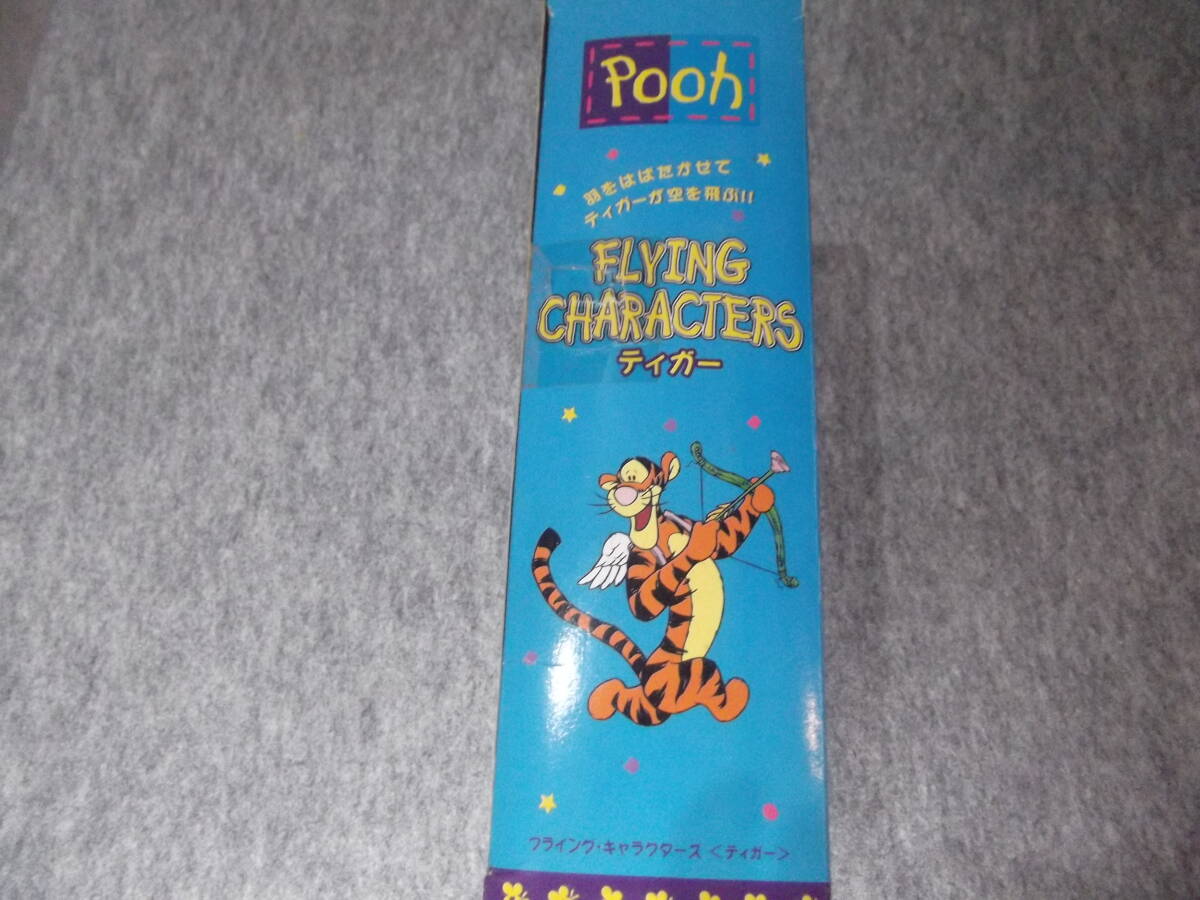 Pooh
羽をはばたかせて
ティガーが空を飛ぶ!!
FLYING
CHARACTERS
ティガー
フライング・キャラクターズ <ティガー>